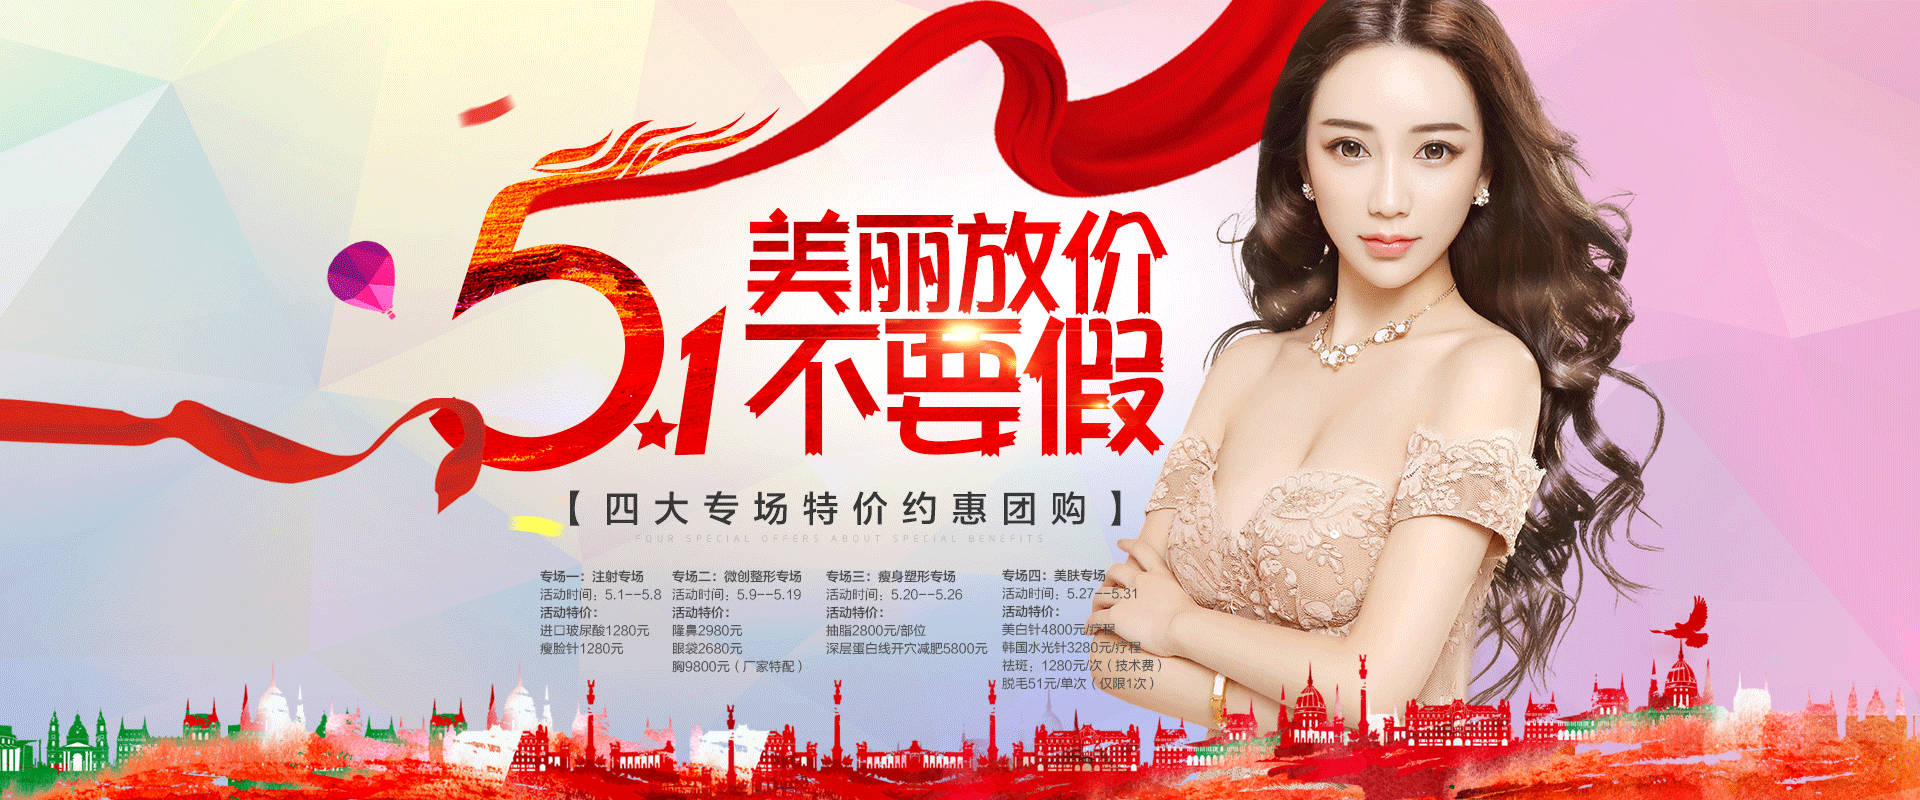 5.1
美丽放价
不要假
【四大专场特价约惠团购】
FOUR SPECIAL OFFERS ABOUT SPECIAL BENEFITS
专场一：注射专场
活动时间：5.1--5.8
活动特价：
进口玻尿酸1280元
瘦脸针1280元
专场二：微创整形专场
活动时间：5.9--5.19
活动特价：
隆鼻2980元
眼袋2680元
胸9800元（厂家特配）
专场三：瘦身塑形专场
活动时间：5.20--5.26
活动特价：
抽脂2800元/部位
深层蛋白线开穴减肥5800元
专场四：美肤专场
活动时间：5.27--5.31
活动特价：
美白针4800元/疗程
韩国水光针3280元/疗程
祛斑：1280元/次（技术费）
脱毛51元/单次（仅限1次）